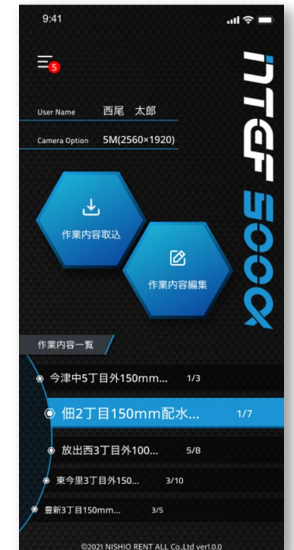 9:41
5
User Name 西尾 太郎
Camera Option 5M(2560×1920)
作業内容取込
作業内容編集
作業内容一覧
今津中5丁目外150mm... 1/3
佃2丁目150mm配水... 1/7
放出西3丁目外100... 5/8
東今里3丁目外150... 3/10
豊新3丁目150mm... 3/5
©2021 NISHIO RENT ALL Co.,Ltd ver1.0.0